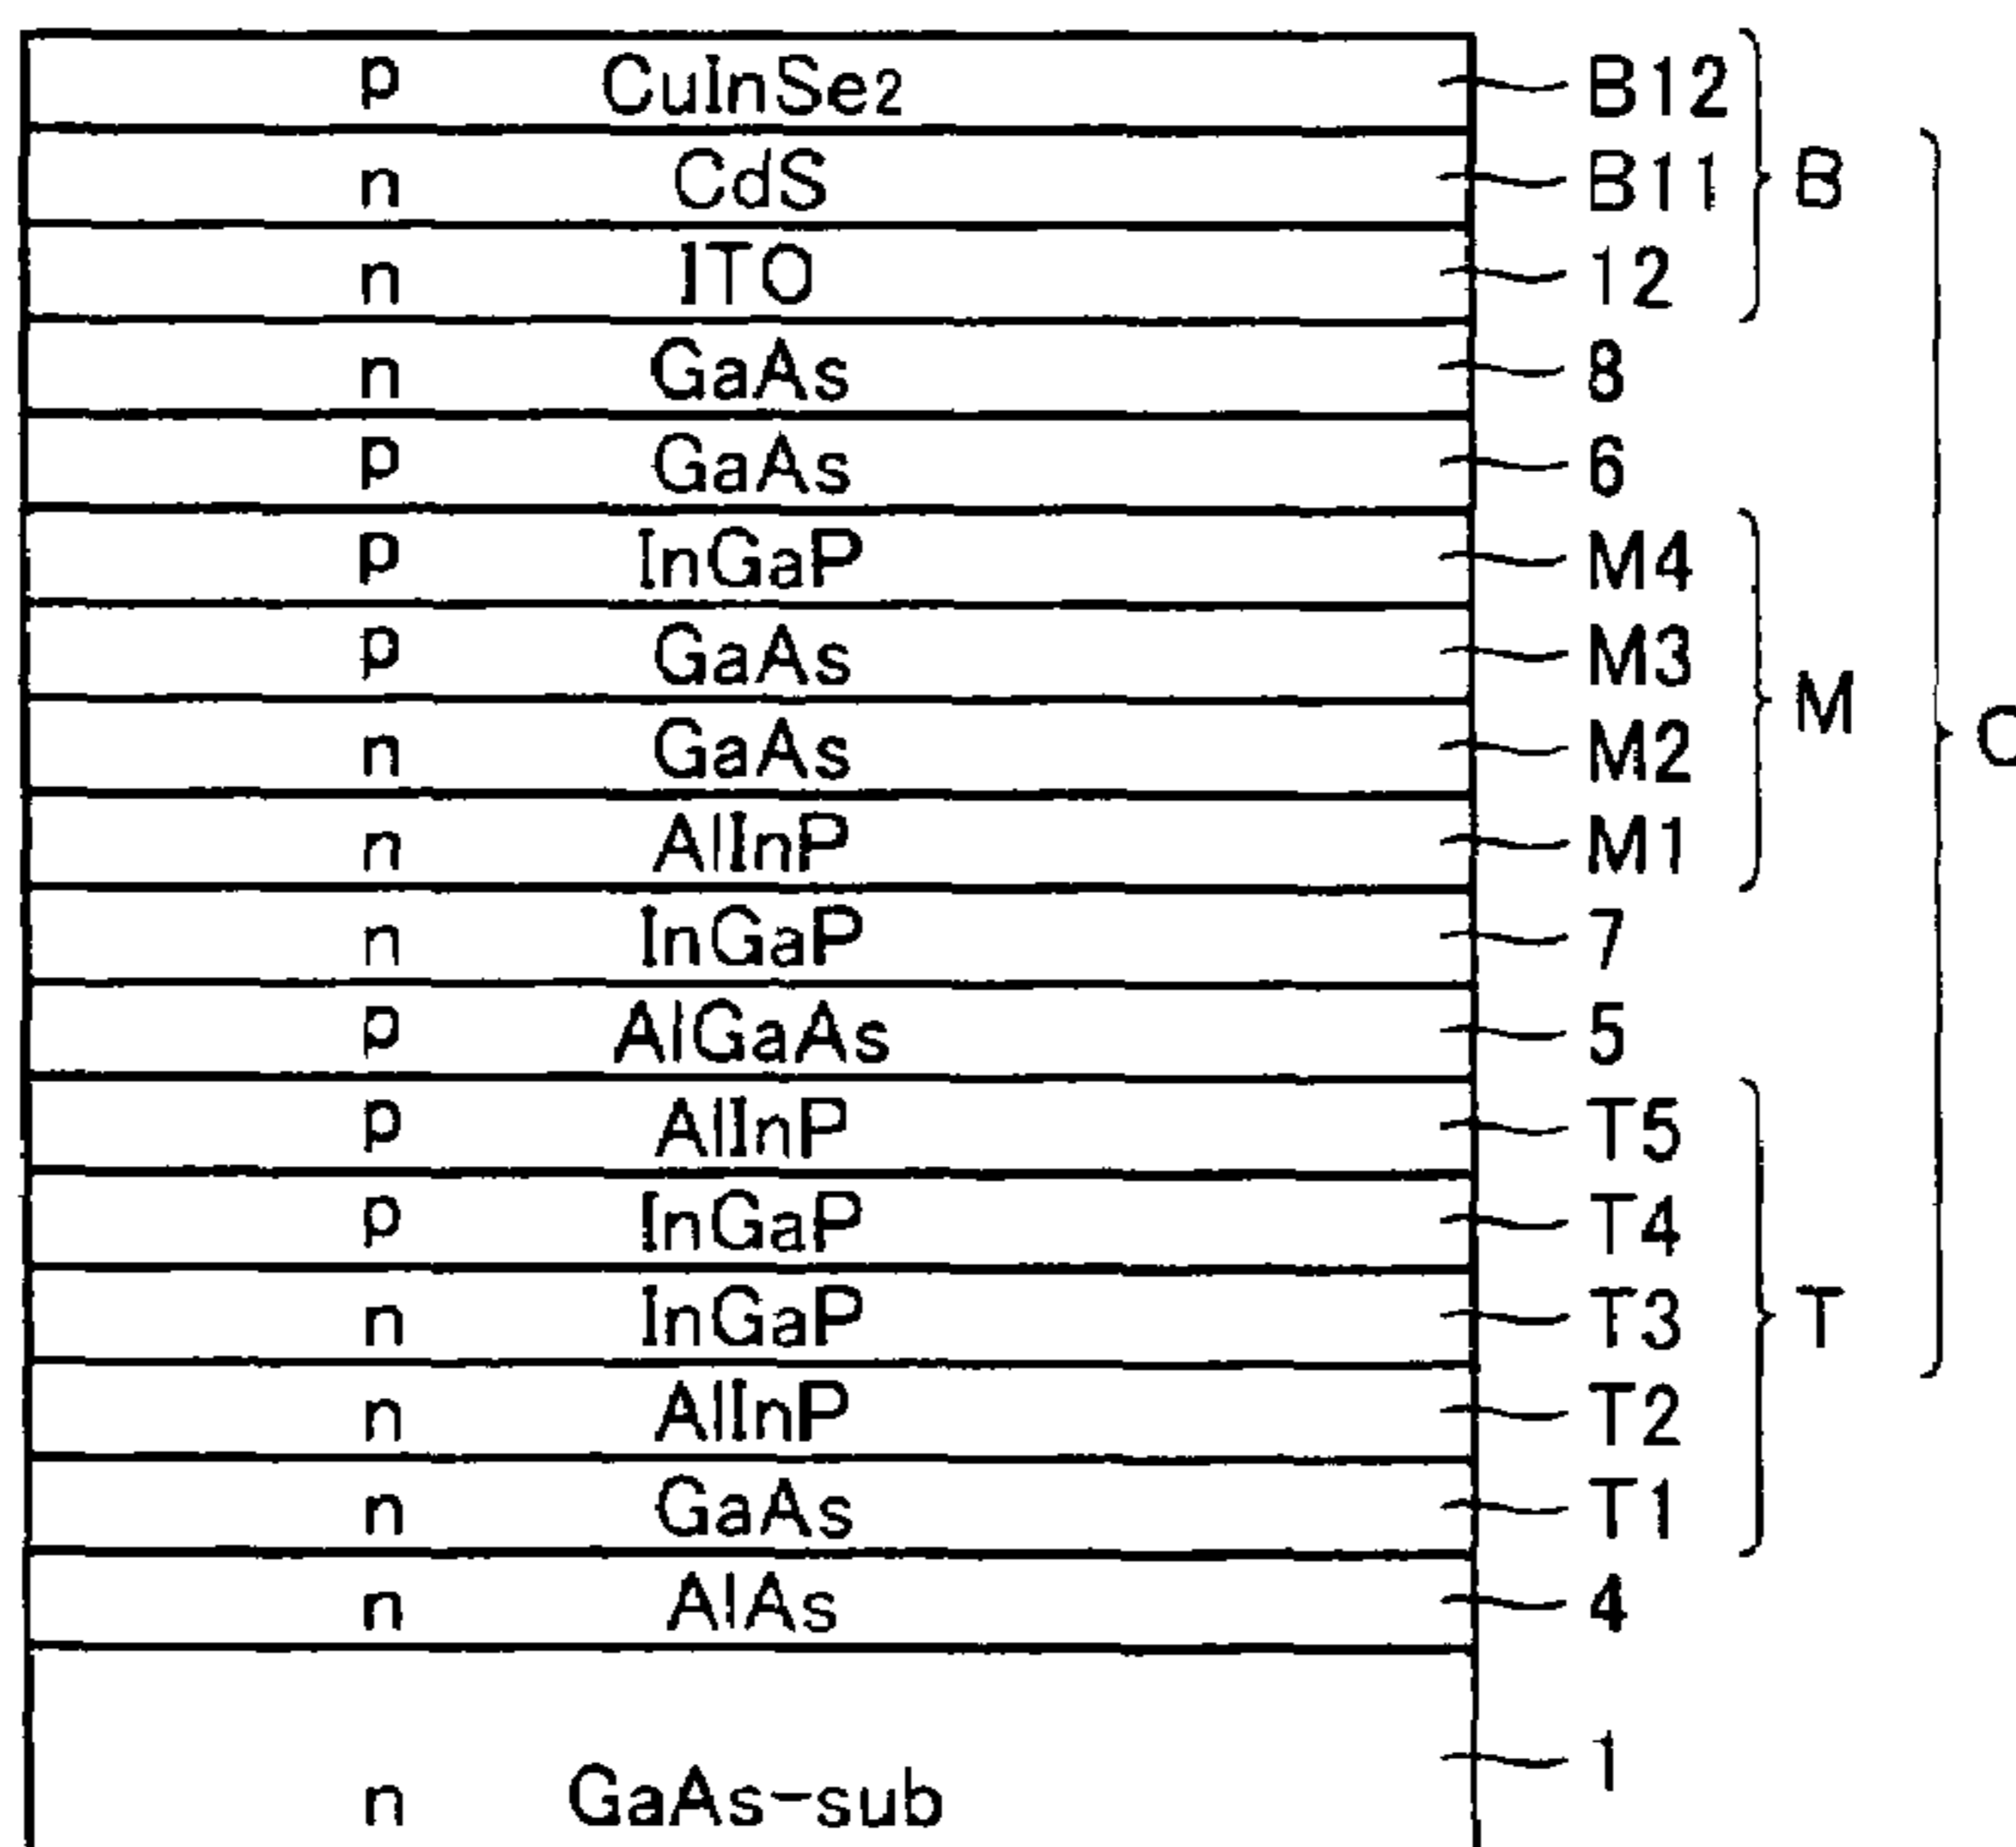 p CuInSe2 B12
n CdS B11 B
n ITO 12
n GaAs 8
p GaAs 6
p InGaP M4
p GaAs M3
M
n GaAs M2
n AlInP M1
n InGaP 7
p AlGaAs 5
p AlInP T5
p InGaP T4
n InGaP T3 T
n AlInP T2
n GaAs T1
n AlAs 4
1
n GaAs-sub